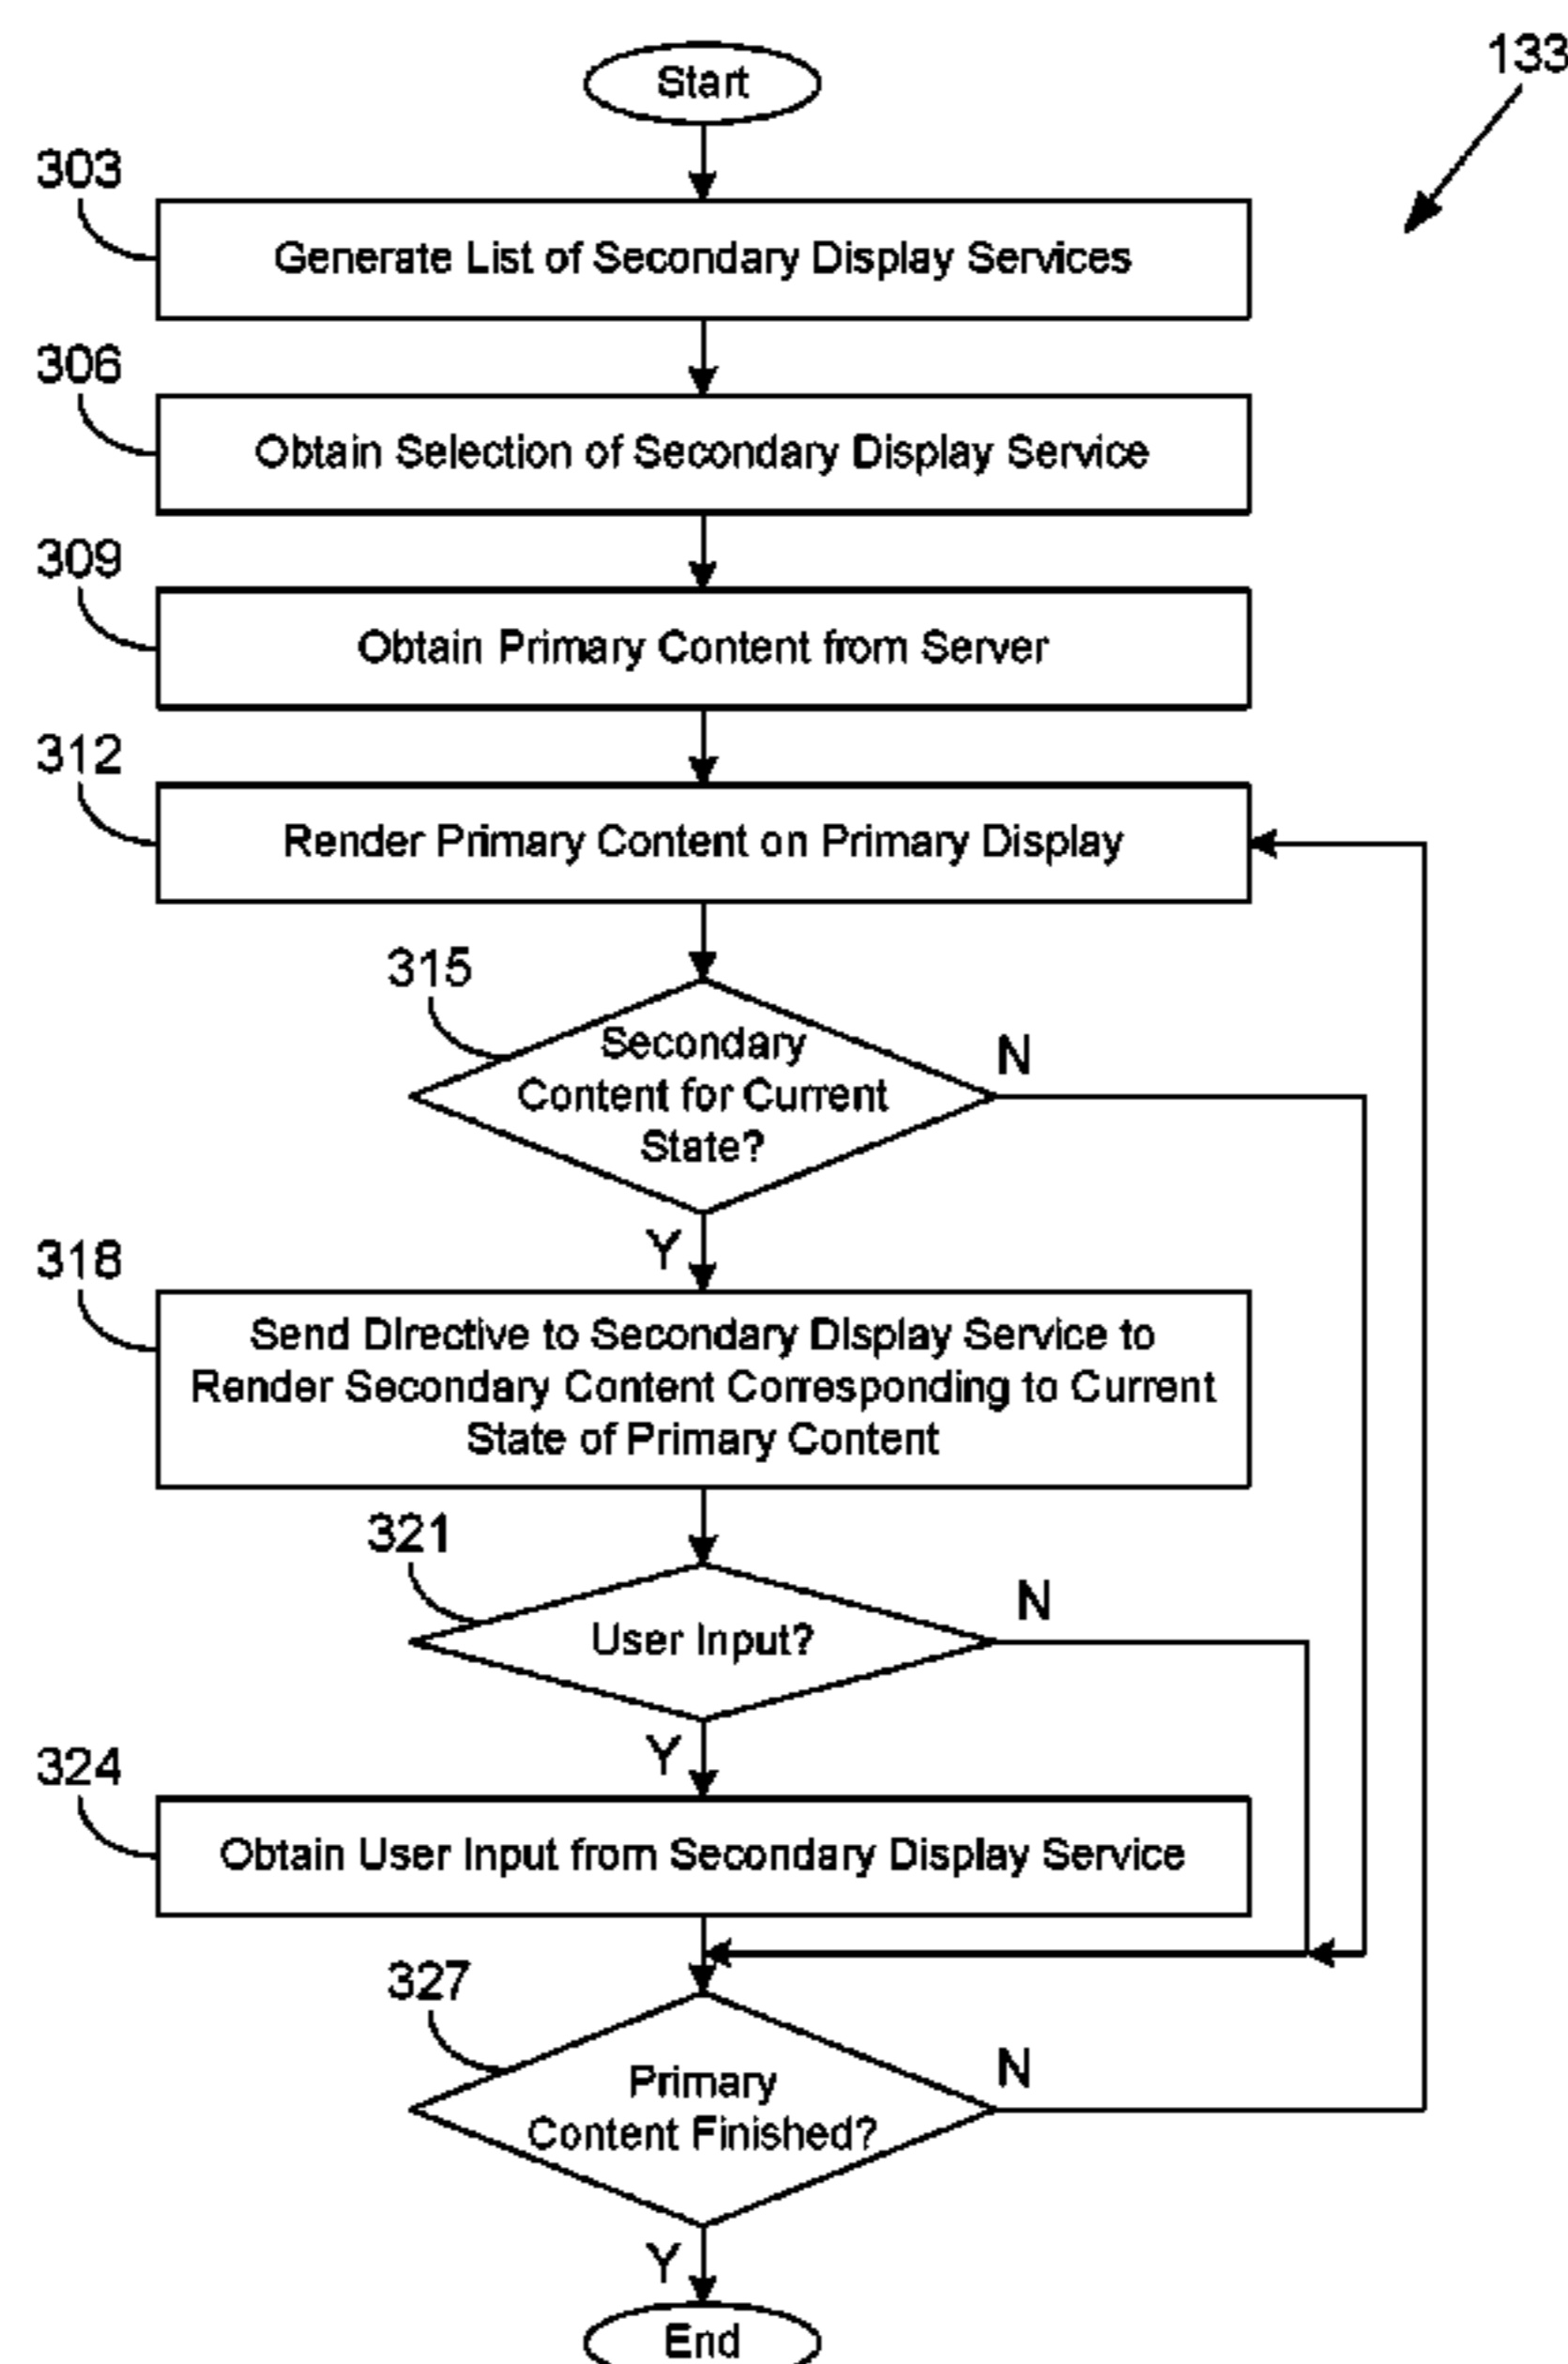 133
Start
303
Generate List of Secondary Display Services
306
Obtain Selection of Secondary Display Service
309
Obtain Primary Content from Server
312
Render Primary Content on Primary Display
315
Secondary
Content for Current
State?
N
Y
318
Send Directive to Secondary Display Service to
Render Secondary Content Corresponding to Current
State of Primary Content
321
User Input?
N
Y
324
Obtain User Input from Secondary Display Service
327
Primary
Content Finished?
N
Y
End